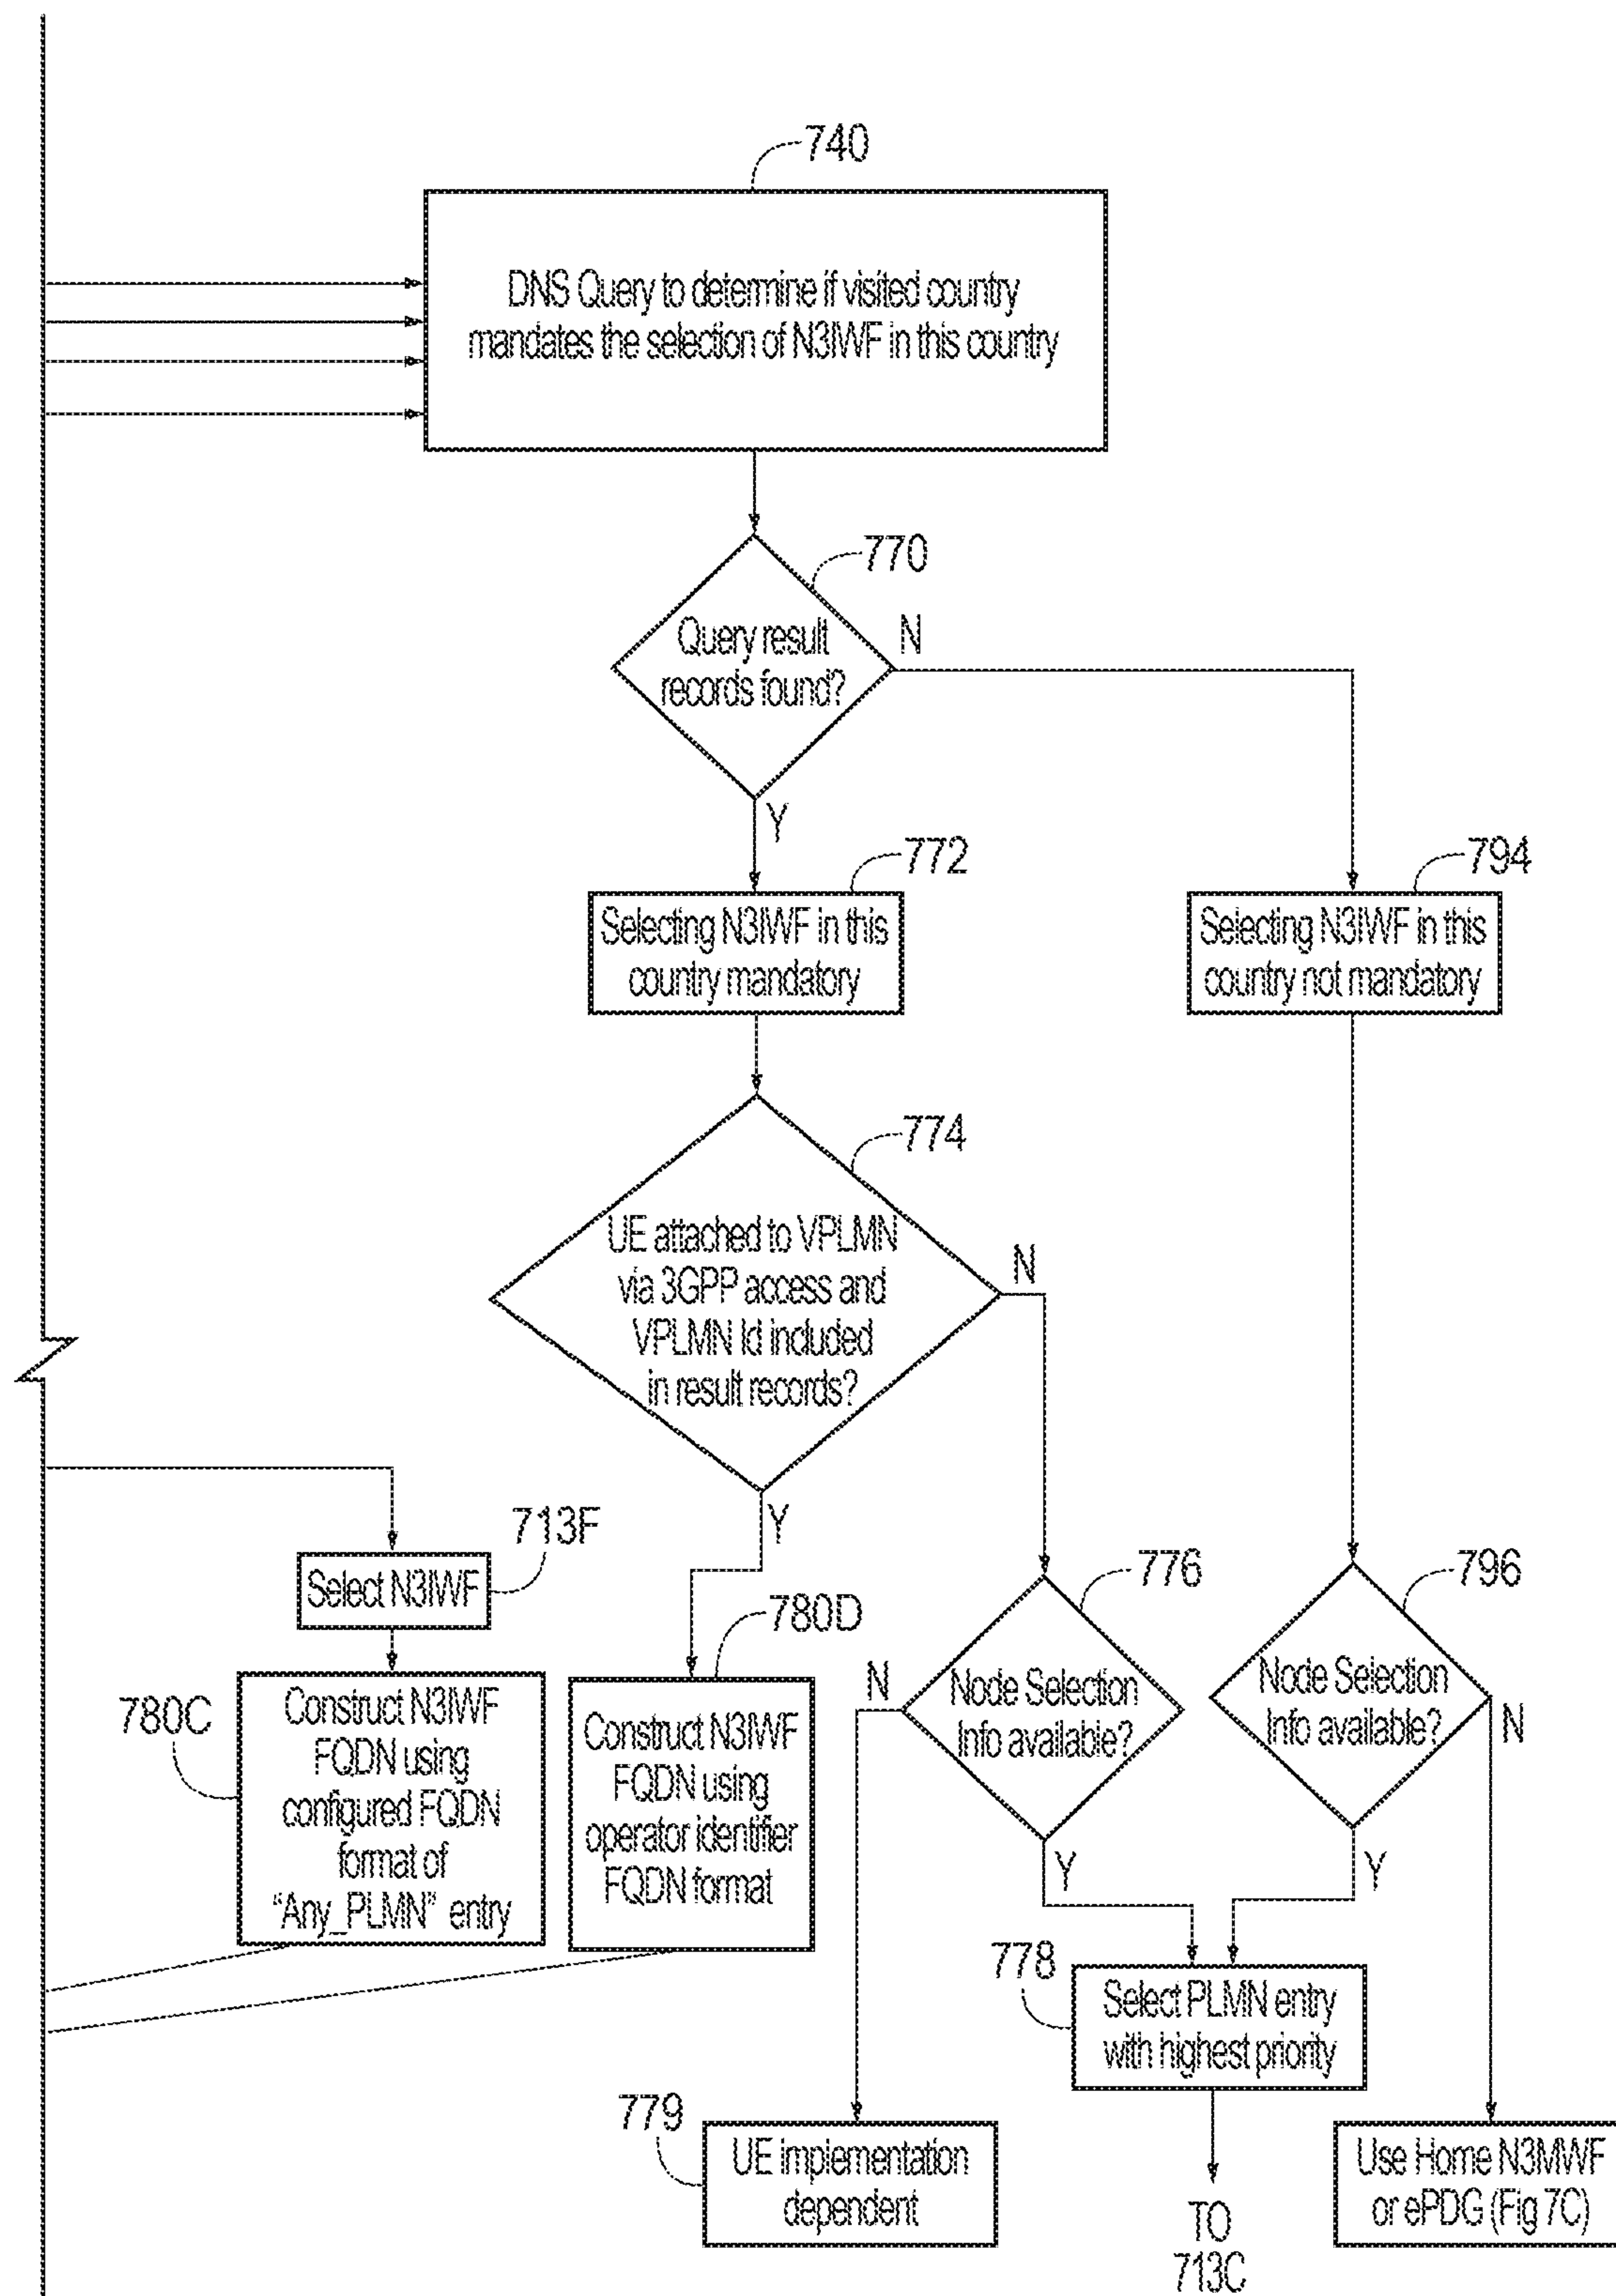 740
DNS Query to determine if visited country
mandates the selection of N3IWF in this country
770
Query result
records found?
N
Y
772
Selecting N3IWF in this
country mandatory
794
Selecting N3IWF in this
country not mandatory
774
UE attached to VPLMN
via 3GPP access and
VPLMN Id included
in result records?
N
Y
713F
Select N3IWF
780C
Construct N3IWF
FQDN using
configured FQDN
format of
“Any_PLMN” entry
780D
Construct N3IWF
FQDN using
operator identifier
FQDN format
776
Node Selection
Info available?
N
Y
796
Node Selection
Info available?
N
Y
778
Select PLMN entry
with highest priority
779
UE implementation
dependent
TO
713C
Use Home N3MWF
or ePDG (Fig 7C)